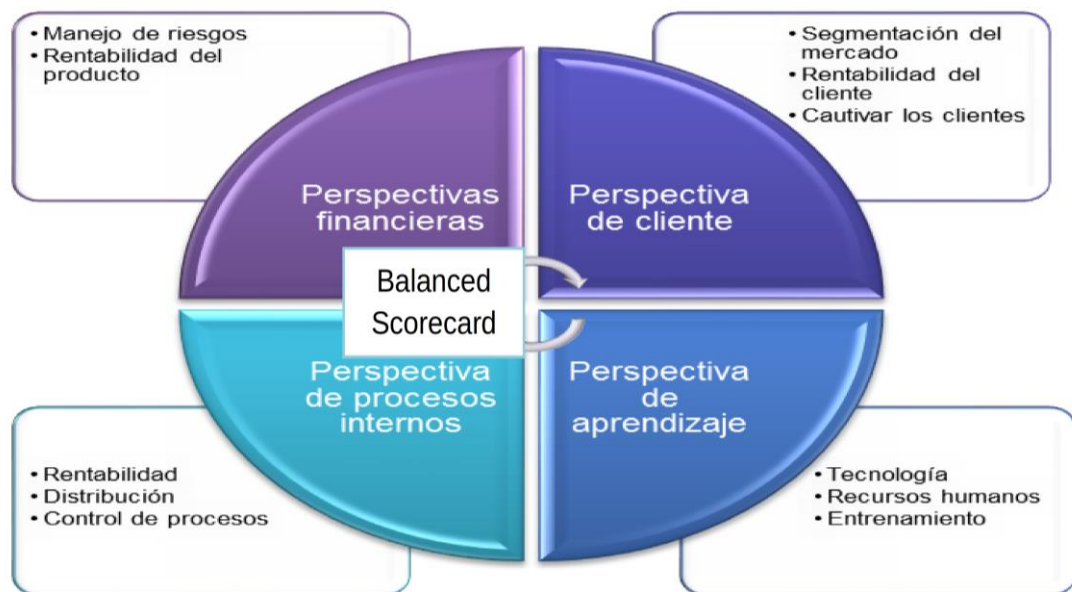 • Manejo de riesgos
• Rentabilidad del
producto
• Segmentación del
mercado
• Rentabilidad del
cliente
• Cautivar los clientes
Perspectivas
financieras
Perspectiva
de cliente
Balanced
Scorecard
Perspectiva
de procesos
internos
Perspectiva
de
aprendizaje
• Rentabilidad
• Distribución
• Control de procesos
• Tecnología
• Recursos humanos
• Entrenamiento